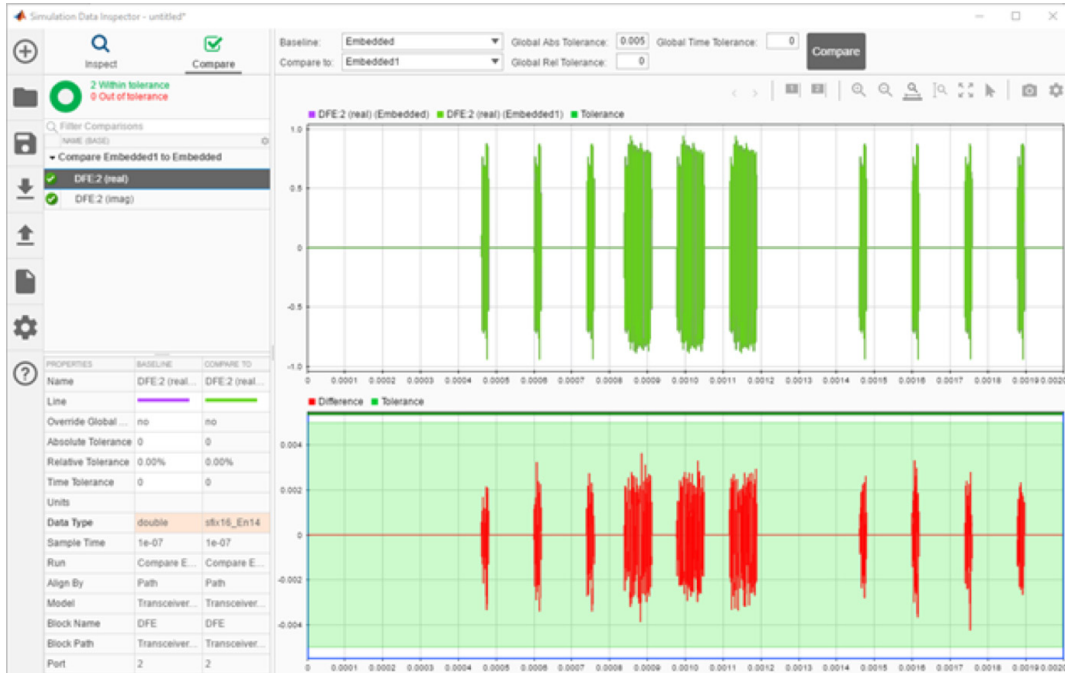 Simulation Data Inspector - untitled*
Inspect
Compare
2 Within tolerance
0 Out of tolerance
Filter Comparisons
NAME (BASE)
Compare Embedded1 to Embedded
DFE:2 (real)
DFE:2 (imag)
PROPERTIES BASELINE COMPARE TO
Name DFE:2 (real... DFE:2 (real...
Line
Override Global ... no no
Absolute Tolerance 0 0
Relative Tolerance 0.00% 0.00%
Time Tolerance 0 0
Units
Data Type double sfix16_En14
Sample Time 1e-07 1e-07
Run Compare E... Compare E...
Align By Path Path
Model Transceiver... Transceiver...
Block Name DFE DFE
Block Path Transceiver... Transceiver...
Port 2 2
Baseline: Embedded Global Abs Tolerance: 0.005 Global Time Tolerance: 0
Compare to: Embedded1 Global Rel Tolerance: 0
Compare
DFE:2 (real) (Embedded) DFE:2 (real) (Embedded1) Tolerance
1.0
0.5
0
-0.5
-1.0
0 0.0001 0.0002 0.0003 0.0004 0.0005 0.0006 0.0007 0.0008 0.0009 0.0010 0.0011 0.0012 0.0013 0.0014 0.0015 0.0016 0.0017 0.0018 0.0019 0.0020
Difference Tolerance
0.004
0.002
0
-0.002
-0.004
0 0.0001 0.0002 0.0003 0.0004 0.0005 0.0006 0.0007 0.0008 0.0009 0.0010 0.0011 0.0012 0.0013 0.0014 0.0015 0.0016 0.0017 0.0018 0.0019 0.0020